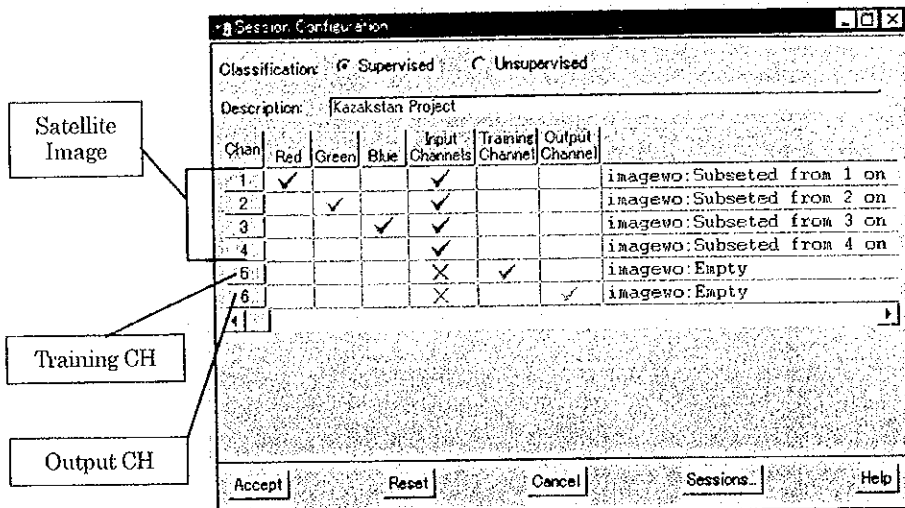 Session Configuration
Classification: Supervised Unsupervised
Description: Kazakstan Project
Satellite Image
Chan Red Green Blue Input Channels Training Channel Output Channel
1 imagewo:Subseted from 1 on
2 imagewo:Subseted from 2 on
3 imagewo:Subseted from 3 on
4 imagewo:Subseted from 4 on
5 imagewo:Empty
6 imagewo:Empty
Training CH
Output CH
Accept Reset Cancel Sessions... Help